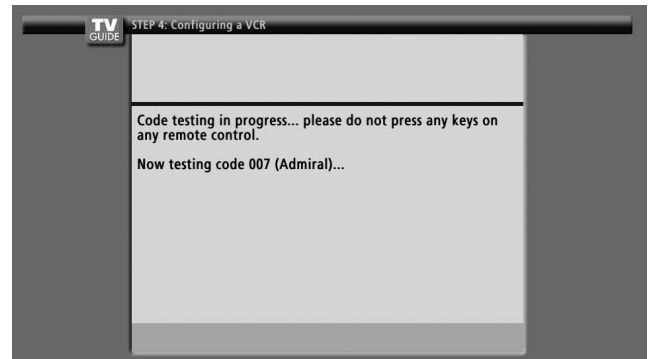 TV
GUIDE
STEP 4: Configuring a VCR
Code testing in progress... please do not press any keys on
any remote control.
Now testing code 007 (Admiral)...